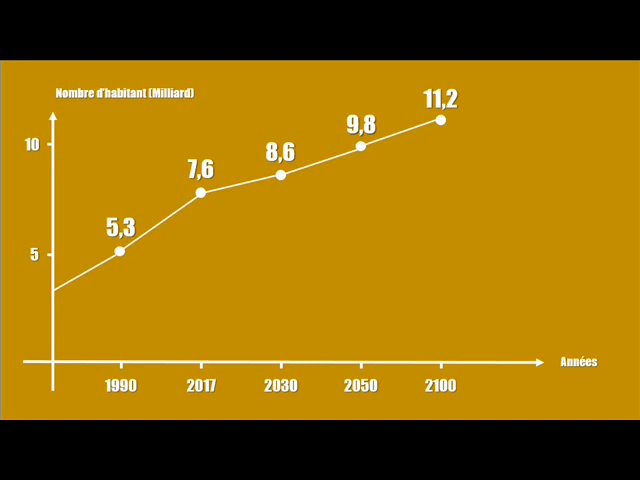 Nombre d'habitant (Milliard)
11,2
9,8
10
8,6
7,6
5,3
5
Années
1990 2017 2030 2050 2100